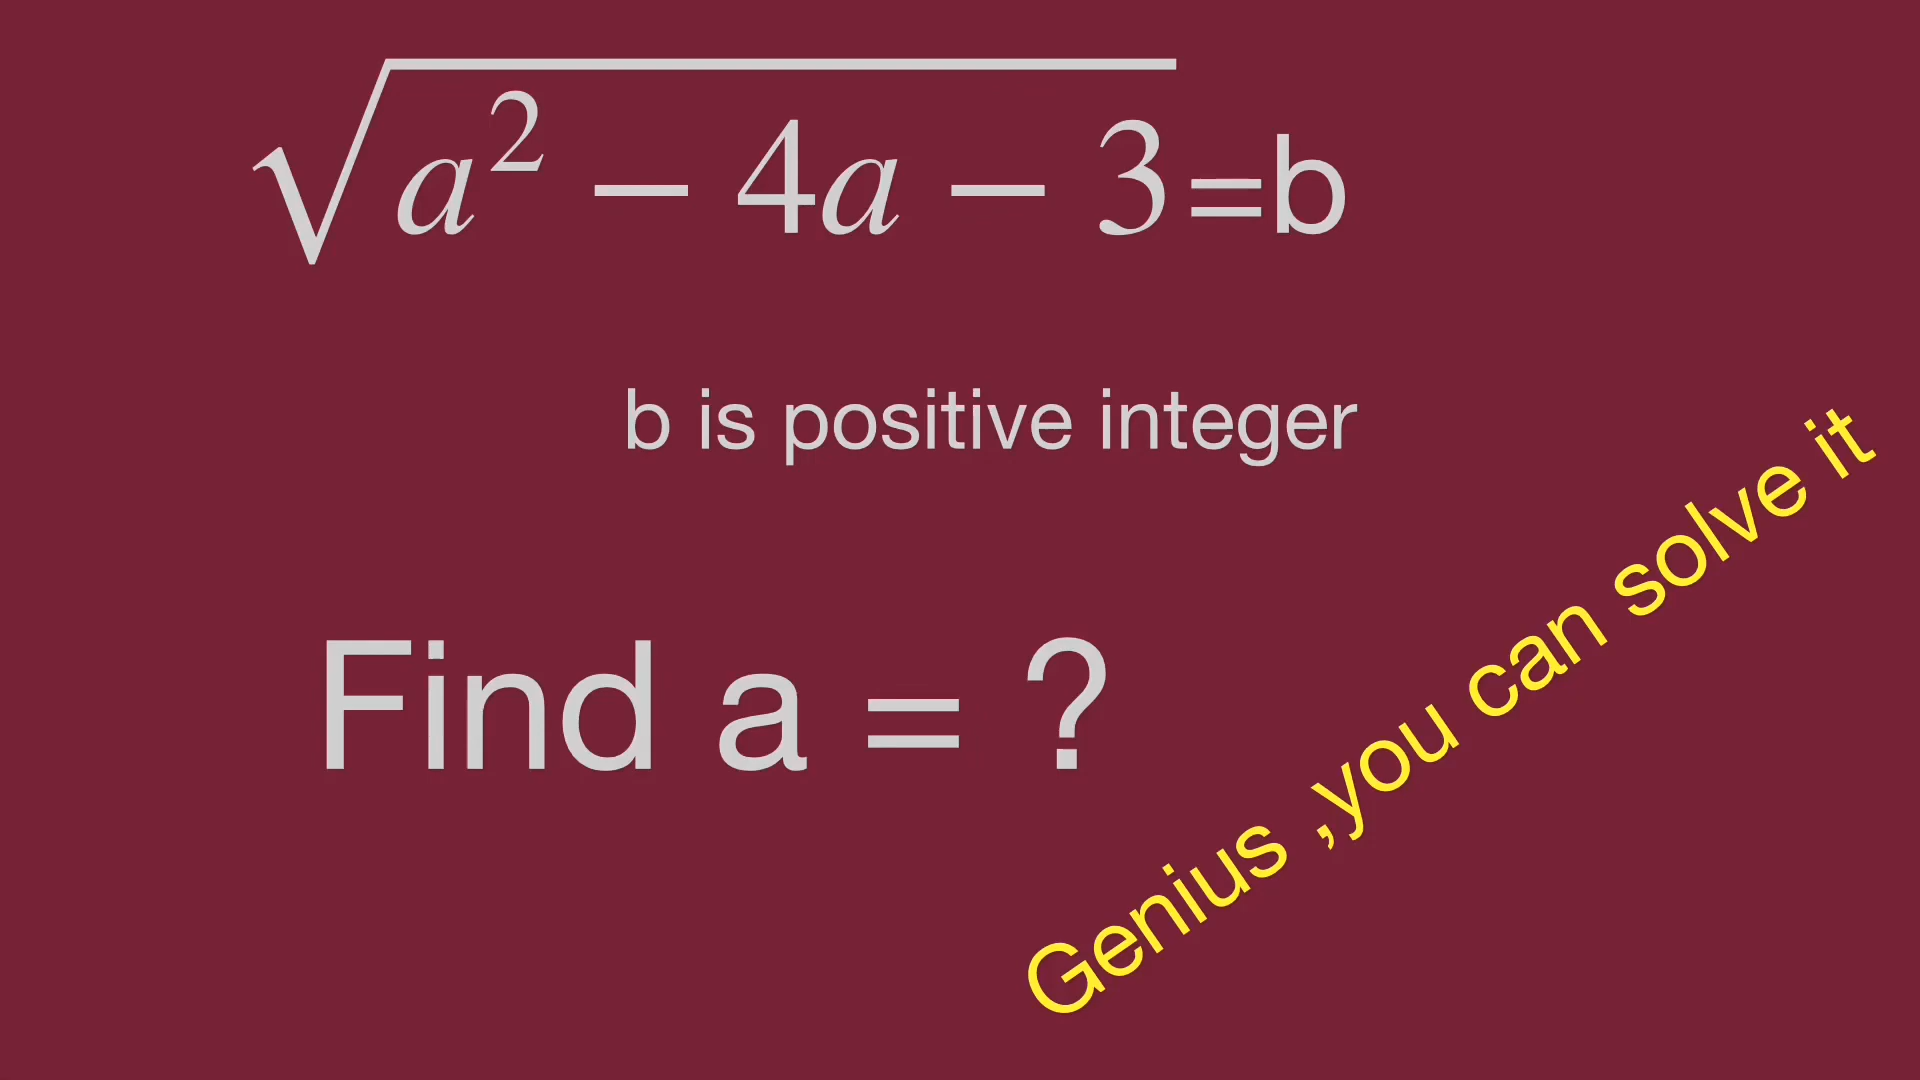 √(a² − 4a − 3)=b
b is positive integer
Find a = ?
Genius ,you can solve it